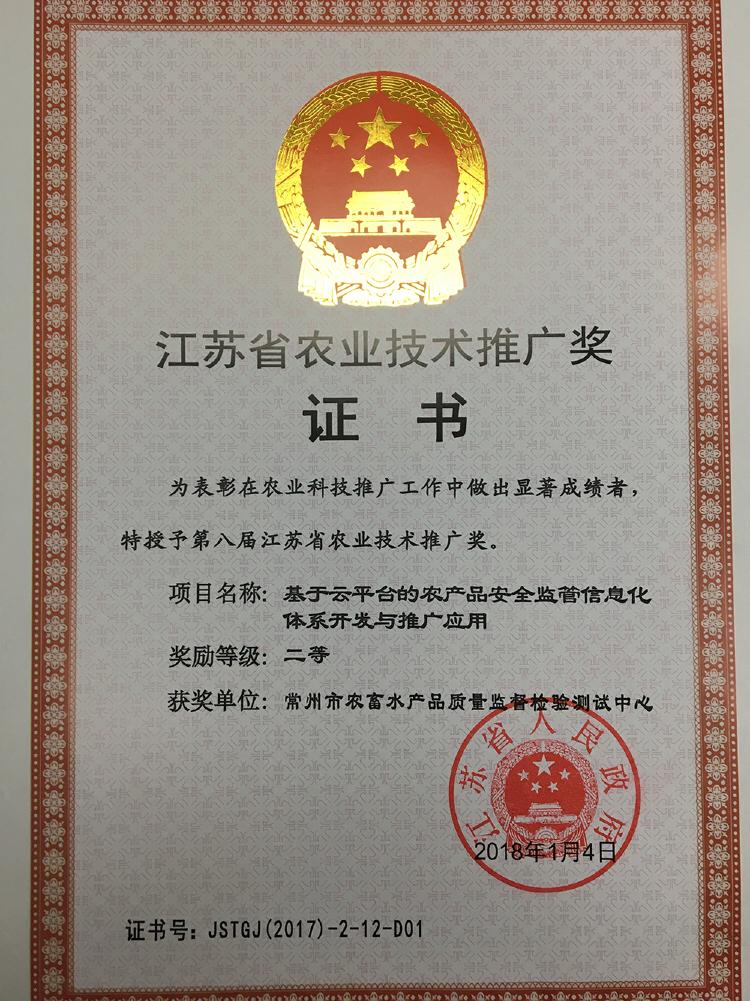 江苏省农业技术推广奖
证书
为表彰在农业科技推广工作中做出显著成绩者，
特授予第八届江苏省农业技术推广奖。
项目名称：基于云平台的农产品安全监管信息化
体系开发与推广应用
奖励等级：二等
获奖单位：常州市农畜水产品质量监督检验测试中心
江苏省人民政府
2018年1月4日
证书号：JSTGJ(2017)-2-12-D01